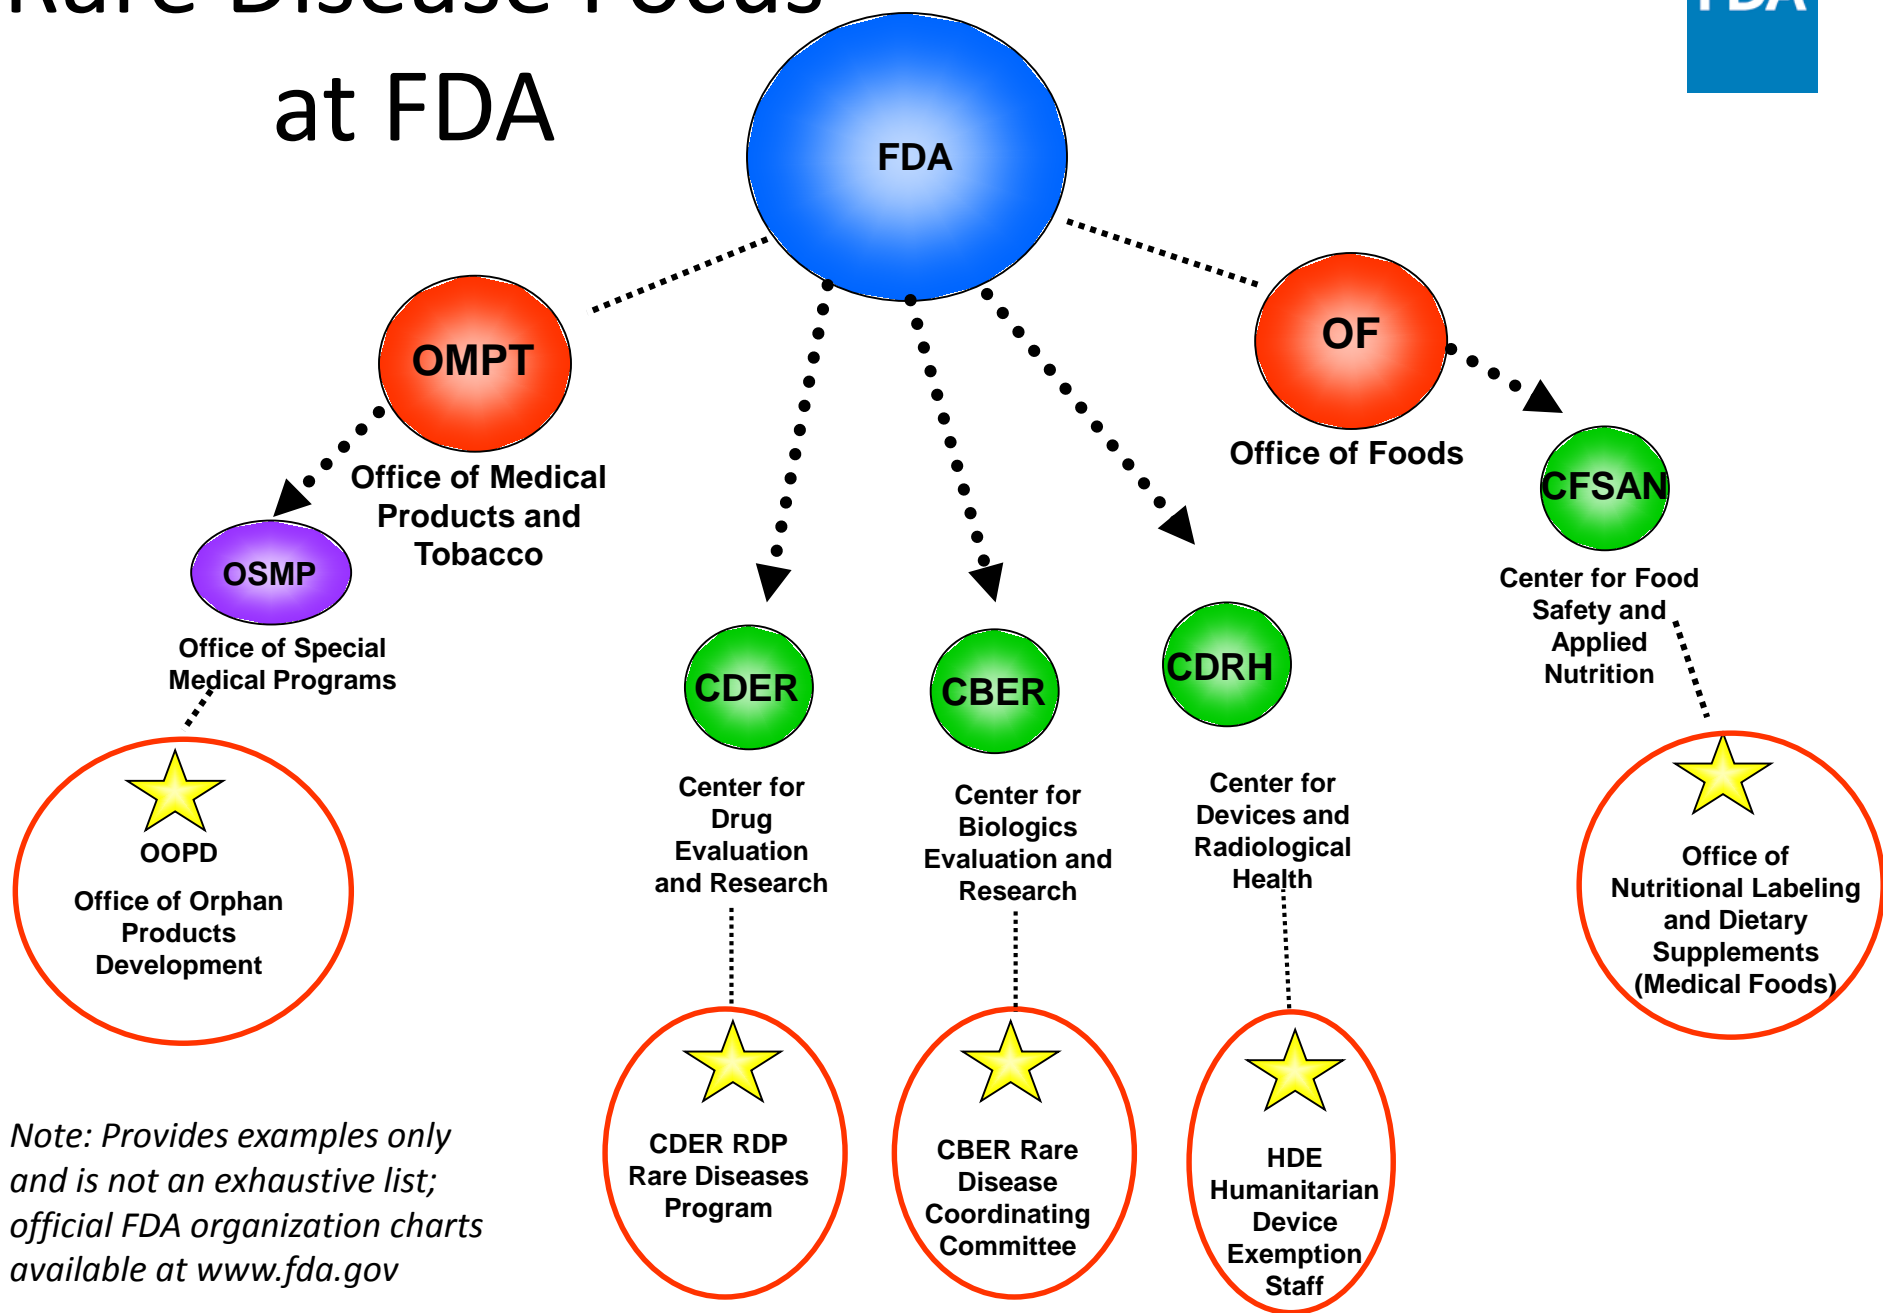 Rare Disease Focus
at FDA
FDA
FDA
OMPT
Office of Medical
Products and
Tobacco
OF
Office of Foods
OSMP
Office of Special
Medical Programs
CFSAN
Center for Food
Safety and
Applied
Nutrition
CDER
Center for
Drug
Evaluation
and Research
CBER
Center for
Biologics
Evaluation and
Research
CDRH
Center for
Devices and
Radiological
Health
OOPD
Office of Orphan
Products
Development
Office of
Nutritional Labeling
and Dietary
Supplements
(Medical Foods)
CDER RDP
Rare Diseases
Program
CBER Rare
Disease
Coordinating
Committee
HDE
Humanitarian
Device
Exemption
Staff
Note: Provides examples only
and is not an exhaustive list;
official FDA organization charts
available at www.fda.gov